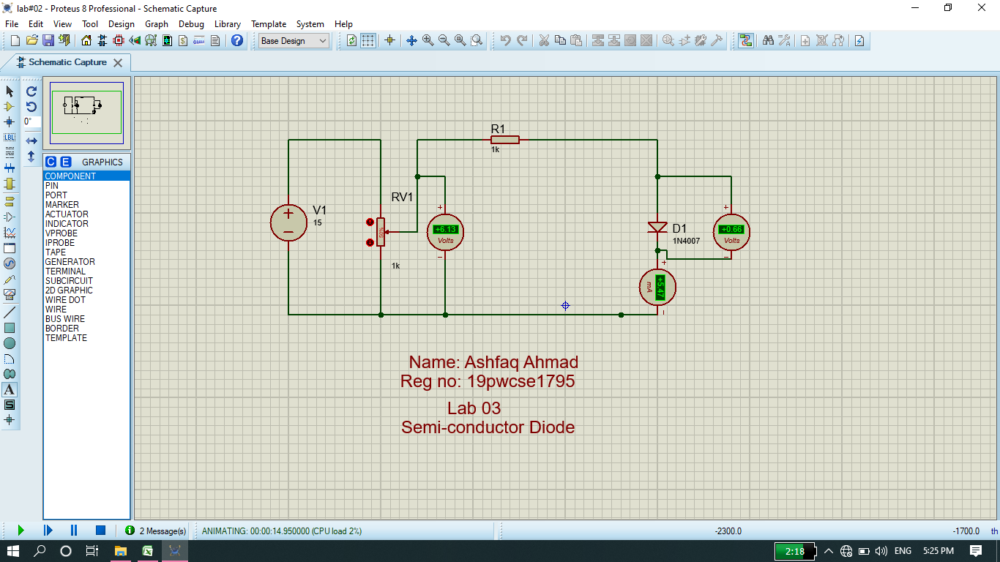 lab#02 - Proteus 8 Professional - Schematic Capture
File Edit View Tool Design Graph Debug Library Template System Help
Base Design
Schematic Capture
0°
LBL
C E GRAPHICS
COMPONENT
PIN
PORT
MARKER
ACTUATOR
INDICATOR
VPROBE
IPROBE
TAPE
GENERATOR
TERMINAL
SUBCIRCUIT
2D GRAPHIC
WIRE DOT
WIRE
BUS WIRE
BORDER
TEMPLATE
A
S
R1
1k
V1
15
RV1
50%
1k
+
+6.13
Volts
−
D1
1N4007
+
+0.66
Volts
−
+
+5.47
mA
−
Name: Ashfaq Ahmad
Reg no: 19pwcse1795
Lab 03
Semi-conductor Diode
2 Message(s)
ANIMATING: 00:00:14.950000 (CPU load 2%)
-2300.0
-1700.0
th
2:18
ENG
5:25 PM